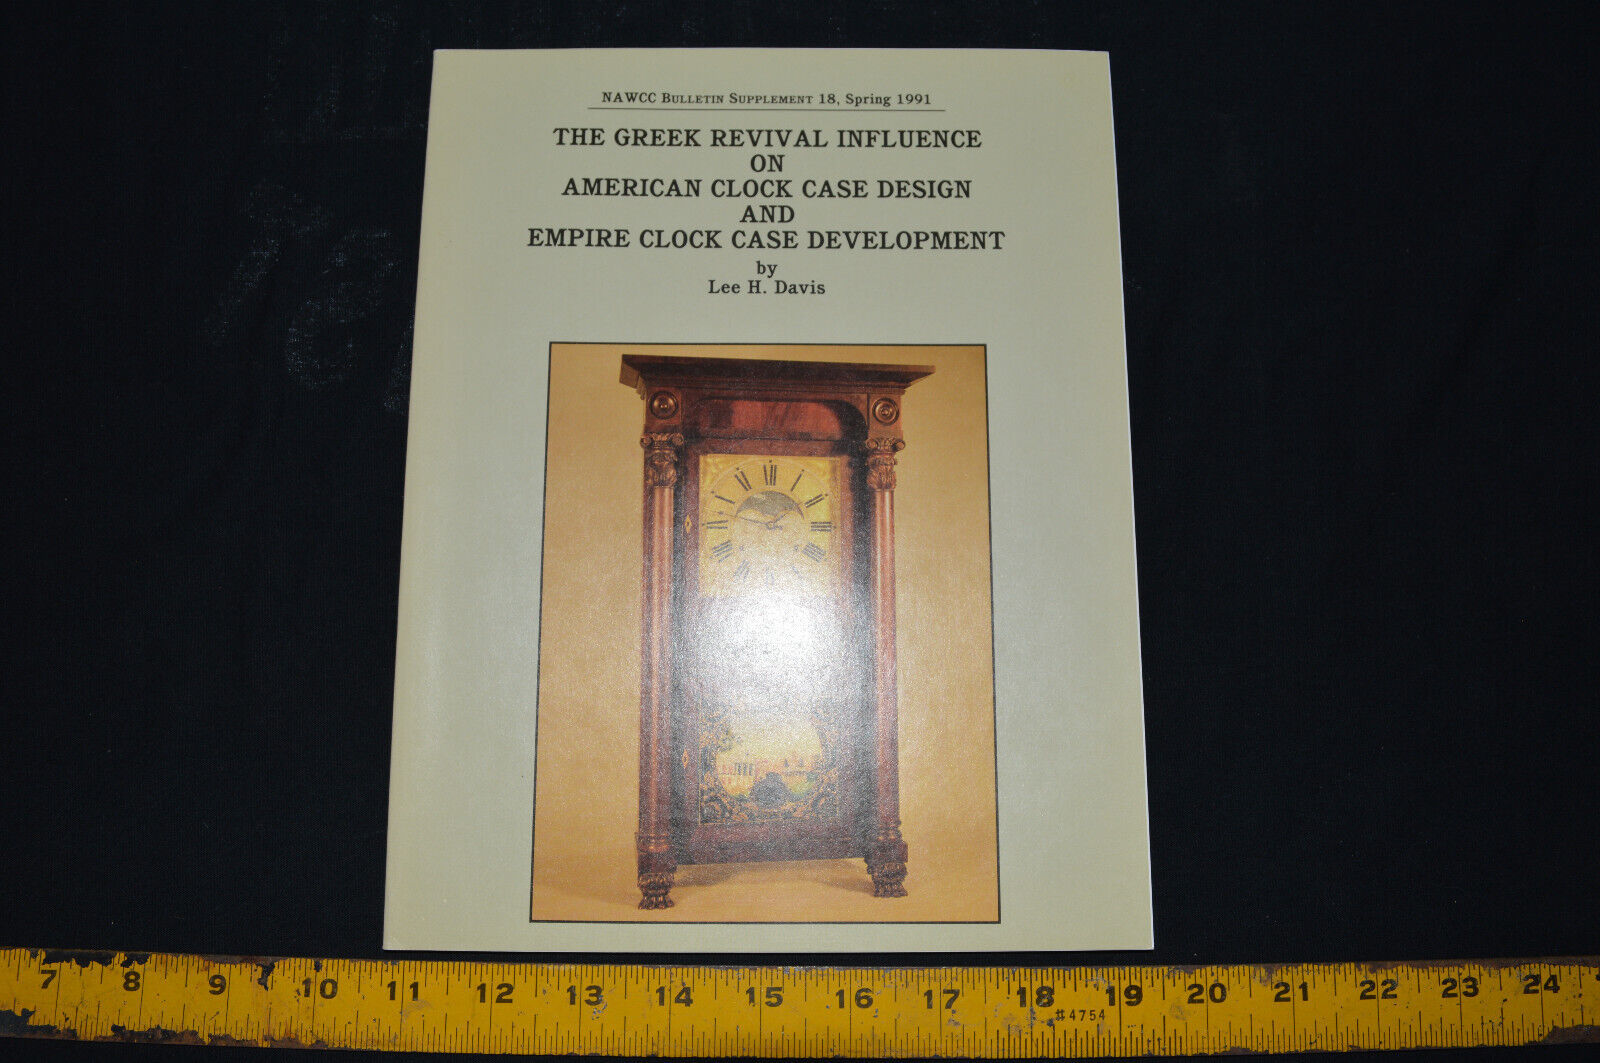 NAWCC BULLETIN SUPPLEMENT 18, Spring 1991
THE GREEK REVIVAL INFLUENCE
ON
AMERICAN CLOCK CASE DESIGN
AND
EMPIRE CLOCK CASE DEVELOPMENT
by
Lee H. Davis
7 8 9 10 11 12 13 14 15 16 17 18 19 20 21 22 23 24
#4754